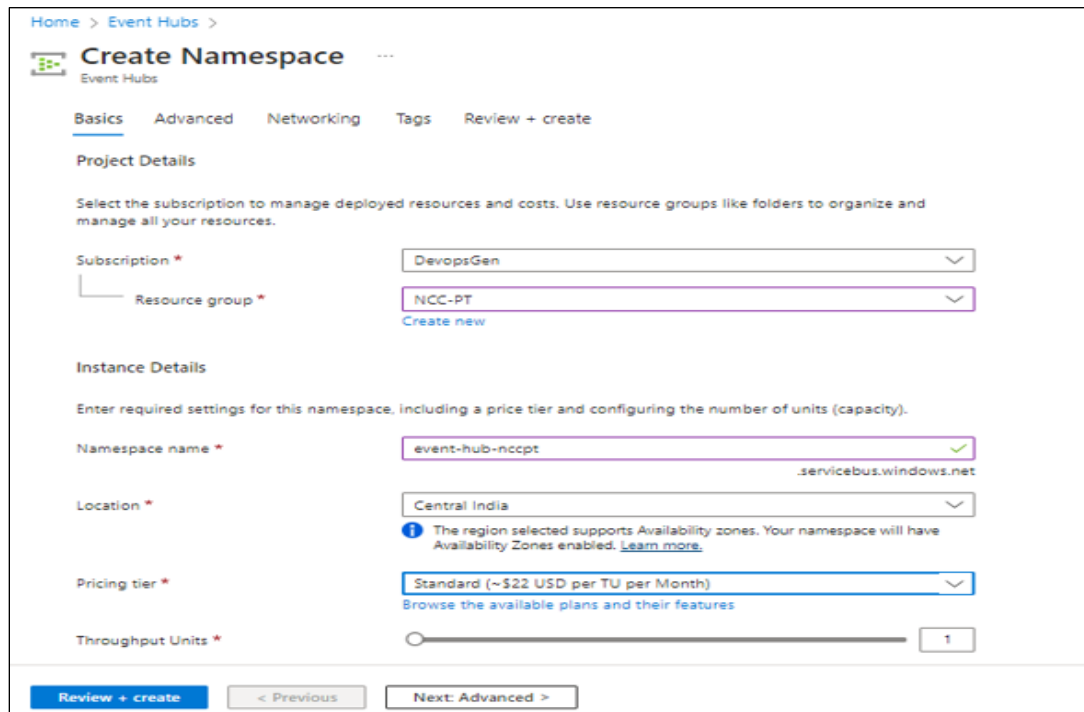 Home > Event Hubs >
Create Namespace ...
Event Hubs
Basics Advanced Networking Tags Review + create
Project Details
Select the subscription to manage deployed resources and costs. Use resource groups like folders to organize and
manage all your resources.
Subscription * DevopsGen
Resource group * NCC-PT
Create new
Instance Details
Enter required settings for this namespace, including a price tier and configuring the number of units (capacity).
Namespace name * event-hub-nccpt
.servicebus.windows.net
Location * Central India
The region selected supports Availability zones. Your namespace will have
Availability Zones enabled. Learn more.
Pricing tier * Standard (~$22 USD per TU per Month)
Browse the available plans and their features
Throughput Units * 1
Review + create < Previous Next: Advanced >